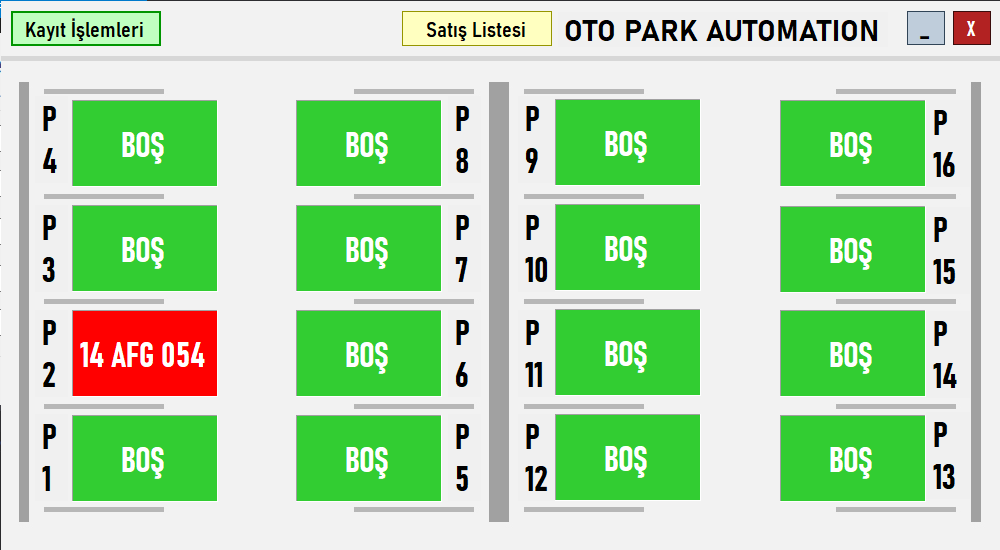 Kayıt İşlemleri
Satış Listesi
OTO PARK AUTOMATION
_
X
P
4
BOŞ
BOŞ
P
8
P
9
BOŞ
BOŞ
P
16
P
3
BOŞ
BOŞ
P
7
P
10
BOŞ
BOŞ
P
15
P
2
14 AFG 054
BOŞ
P
6
P
11
BOŞ
BOŞ
P
14
P
1
BOŞ
BOŞ
P
5
P
12
BOŞ
BOŞ
P
13